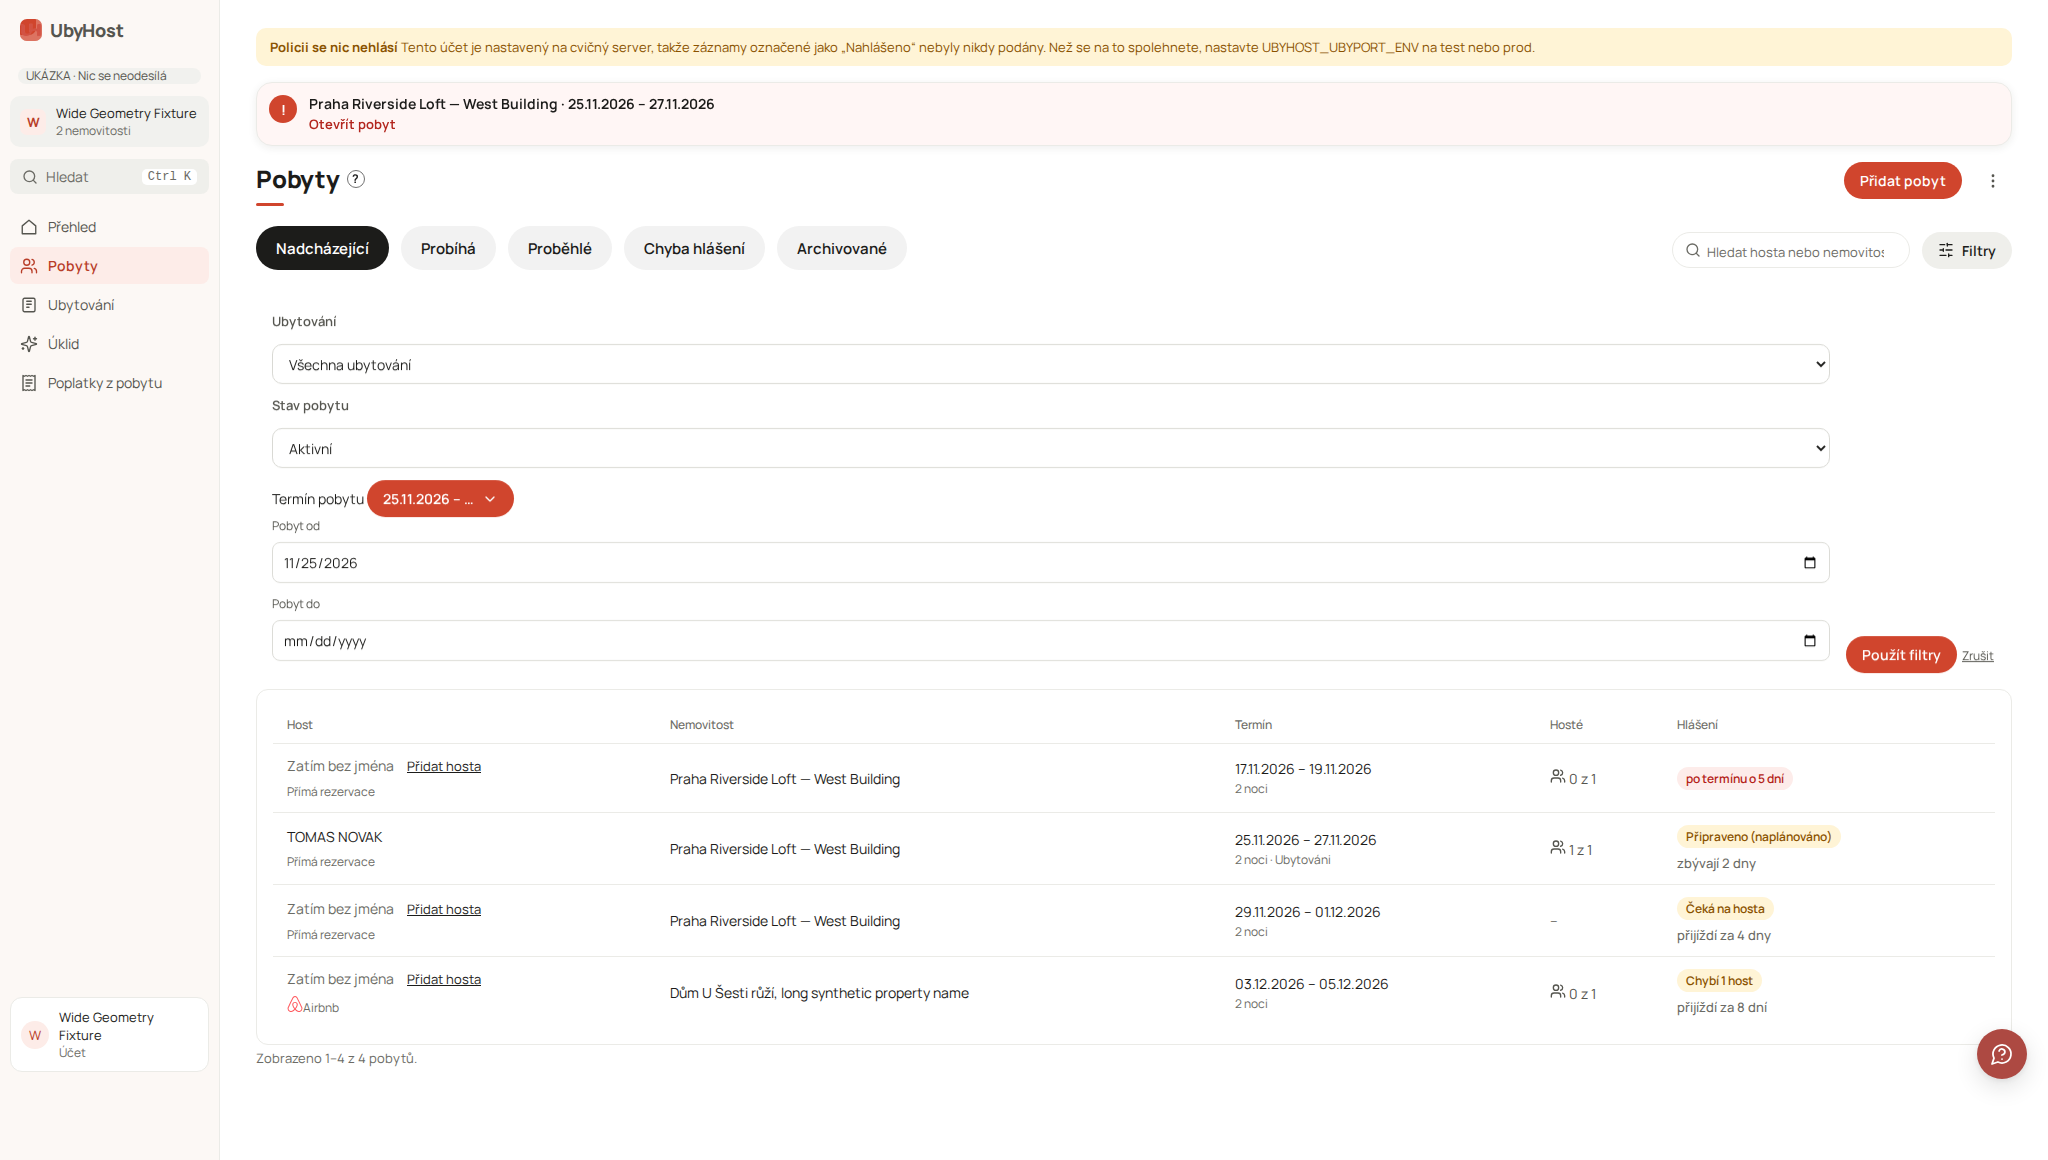 UbyHost
UKÁZKA · Nic se neodesílá
W
Wide Geometry Fixture
2 nemovitosti
Hledat
Ctrl K
Přehled
Pobyty
Ubytování
Úklid
Poplatky z pobytu
W
Wide Geometry
Fixture
Účet
Policii se nic nehlásí Tento účet je nastavený na cvičný server, takže záznamy označené jako „Nahlášeno“ nebyly nikdy podány. Než se na to spolehnete, nastavte UBYHOST_UBYPORT_ENV na test nebo prod.
!
Praha Riverside Loft — West Building · 25.11.2026 – 27.11.2026
Otevřít pobyt
Pobyty ?
Přidat pobyt
Nadcházející
Probíhá
Proběhlé
Chyba hlášení
Archivované
Hledat hosta nebo nemovitos
Filtry
Ubytování
Všechna ubytování
Stav pobytu
Aktivní
Termín pobytu 25.11.2026 – ...
Pobyt od
11/25/2026
Pobyt do
mm/dd/yyyy
Použít filtry Zrušit
Host Nemovitost Termín Hosté Hlášení
Zatím bez jména Přidat hosta
Přímá rezervace
Praha Riverside Loft — West Building
17.11.2026 – 19.11.2026
2 noci
0 z 1
po termínu o 5 dní
TOMAS NOVAK
Přímá rezervace
Praha Riverside Loft — West Building
25.11.2026 – 27.11.2026
2 noci · Ubytováni
1 z 1
Připraveno (naplánováno)
zbývají 2 dny
Zatím bez jména Přidat hosta
Přímá rezervace
Praha Riverside Loft — West Building
29.11.2026 – 01.12.2026
2 noci
–
Čeká na hosta
přijíždí za 4 dny
Zatím bez jména Přidat hosta
Airbnb
Dům U Šesti růží, long synthetic property name
03.12.2026 – 05.12.2026
2 noci
0 z 1
Chybí 1 host
přijíždí za 8 dní
Zobrazeno 1–4 z 4 pobytů.